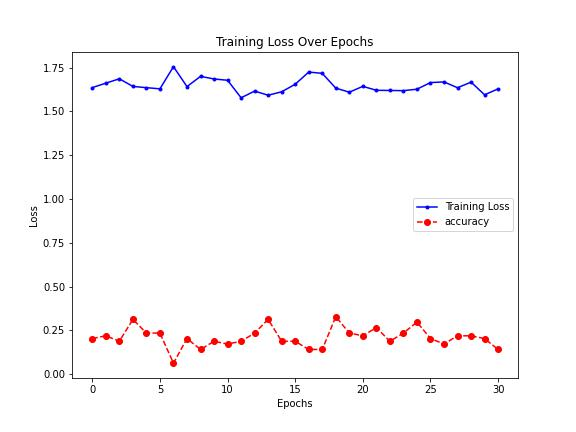 Training Loss Over Epochs
1.75
1.50
1.25
1.00
0.75
0.50
0.25
0.00
Loss
Training Loss
accuracy
0 5 10 15 20 25 30
Epochs